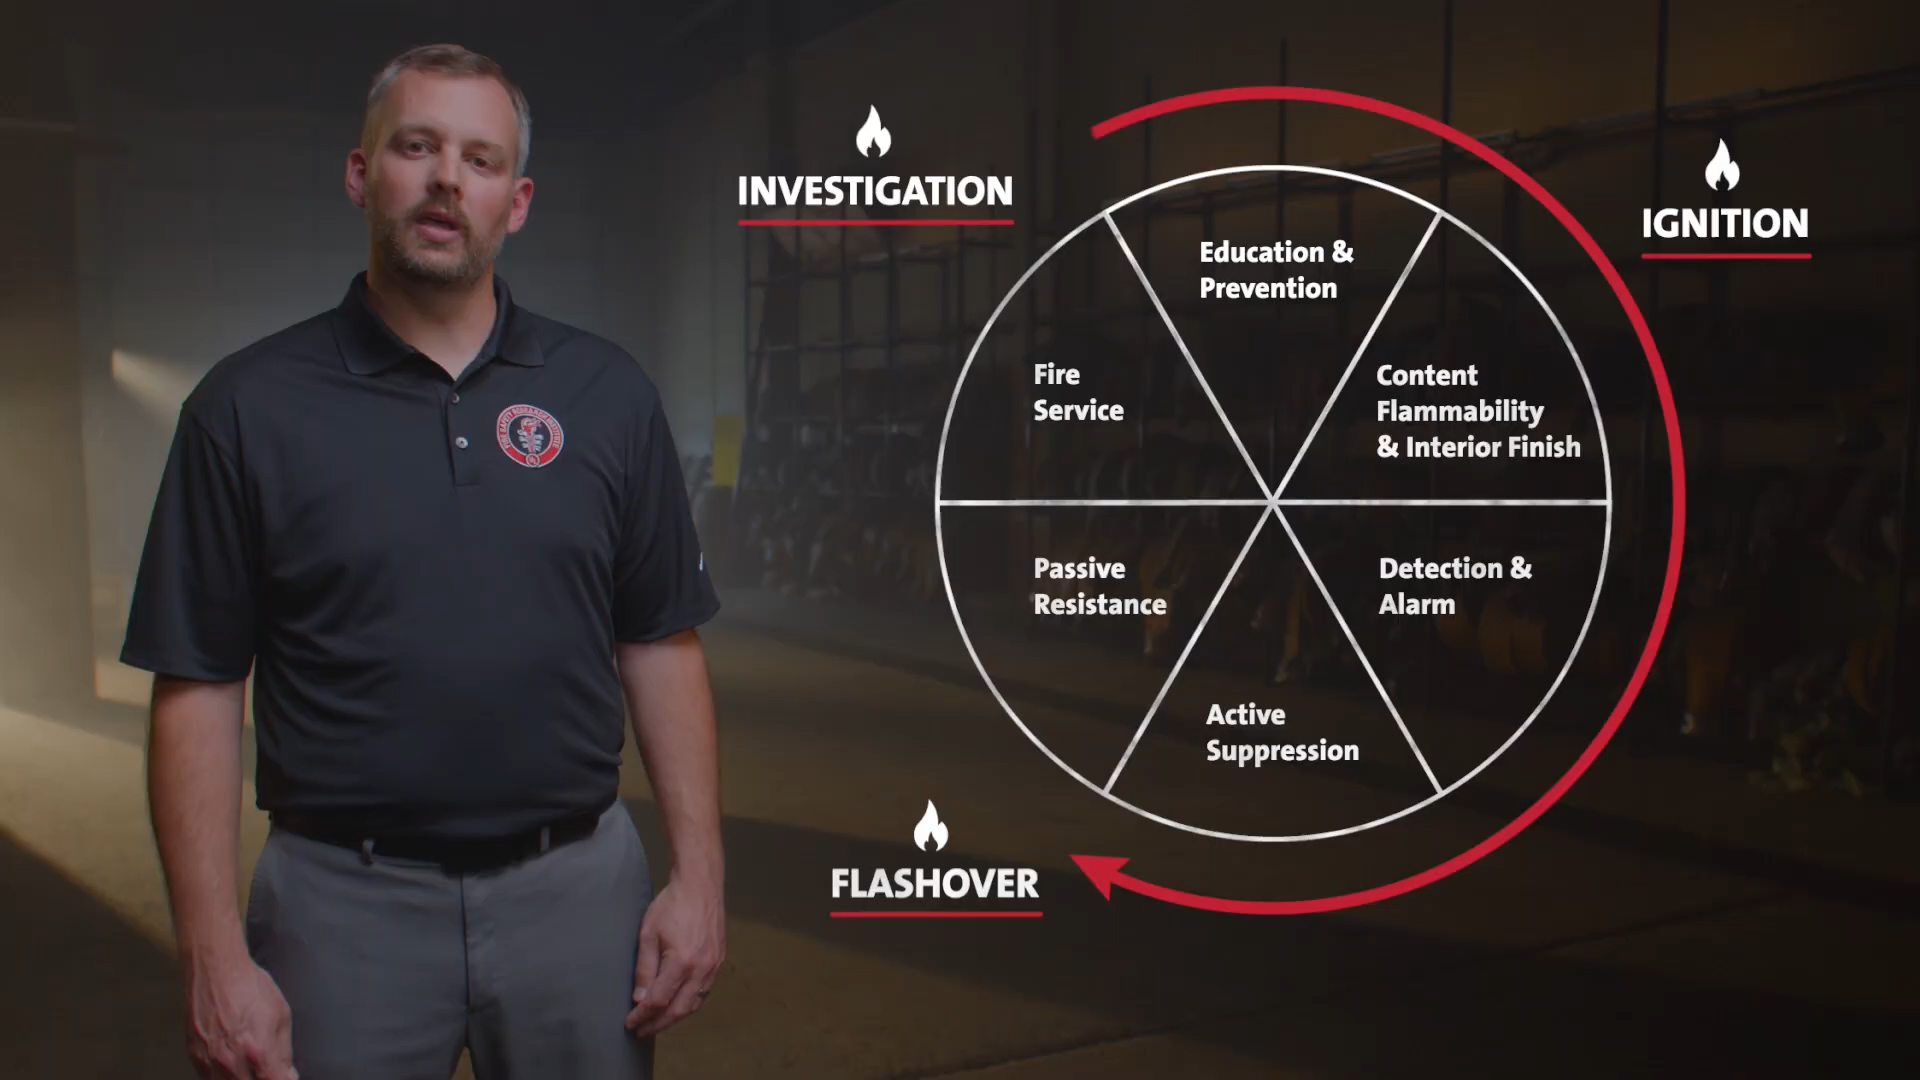 INVESTIGATION
IGNITION
Education &
Prevention
Fire
Service
Content
Flammability
& Interior Finish
Passive
Resistance
Detection &
Alarm
Active
Suppression
FLASHOVER